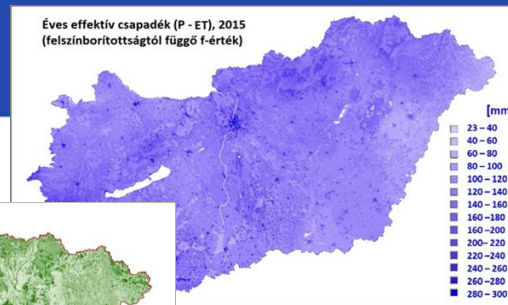 Éves effektív csapadék (P - ET), 2015
(felszínborítottságtól függő f-érték)
[mm
23 – 40
40 – 60
60 – 80
80 – 100
100 – 120
120 – 140
140 – 160
160 –180
160 –200
200– 220
220 –240
240 – 260
260 –280
280 – 300